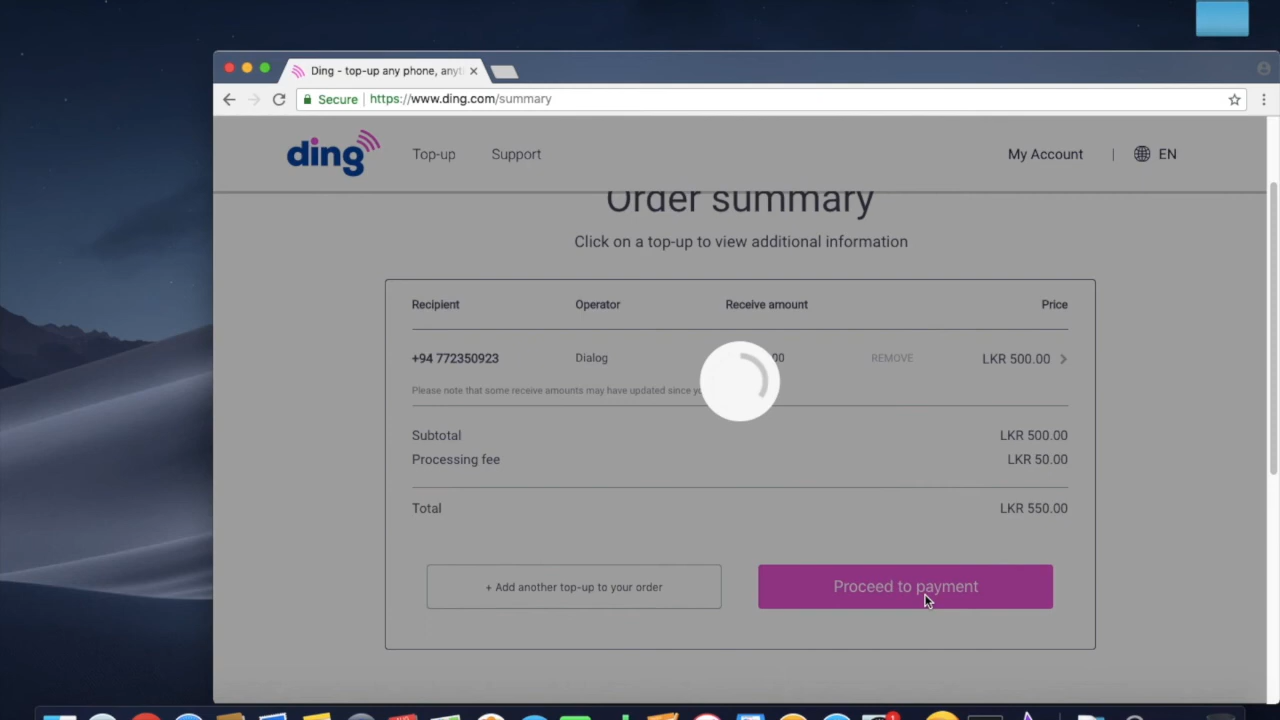 Ding - top-up any phone, anyti
Secure | https://www.ding.com/summary
ding Top-up Support My Account | EN
Order summary
Click on a top-up to view additional information
Recipient Operator Receive amount Price
+94 772350923 Dialog 00 REMOVE LKR 500.00
Please note that some receive amounts may have updated since
Subtotal LKR 500.00
Processing fee LKR 50.00
Total LKR 550.00
+ Add another top-up to your order Proceed to payment